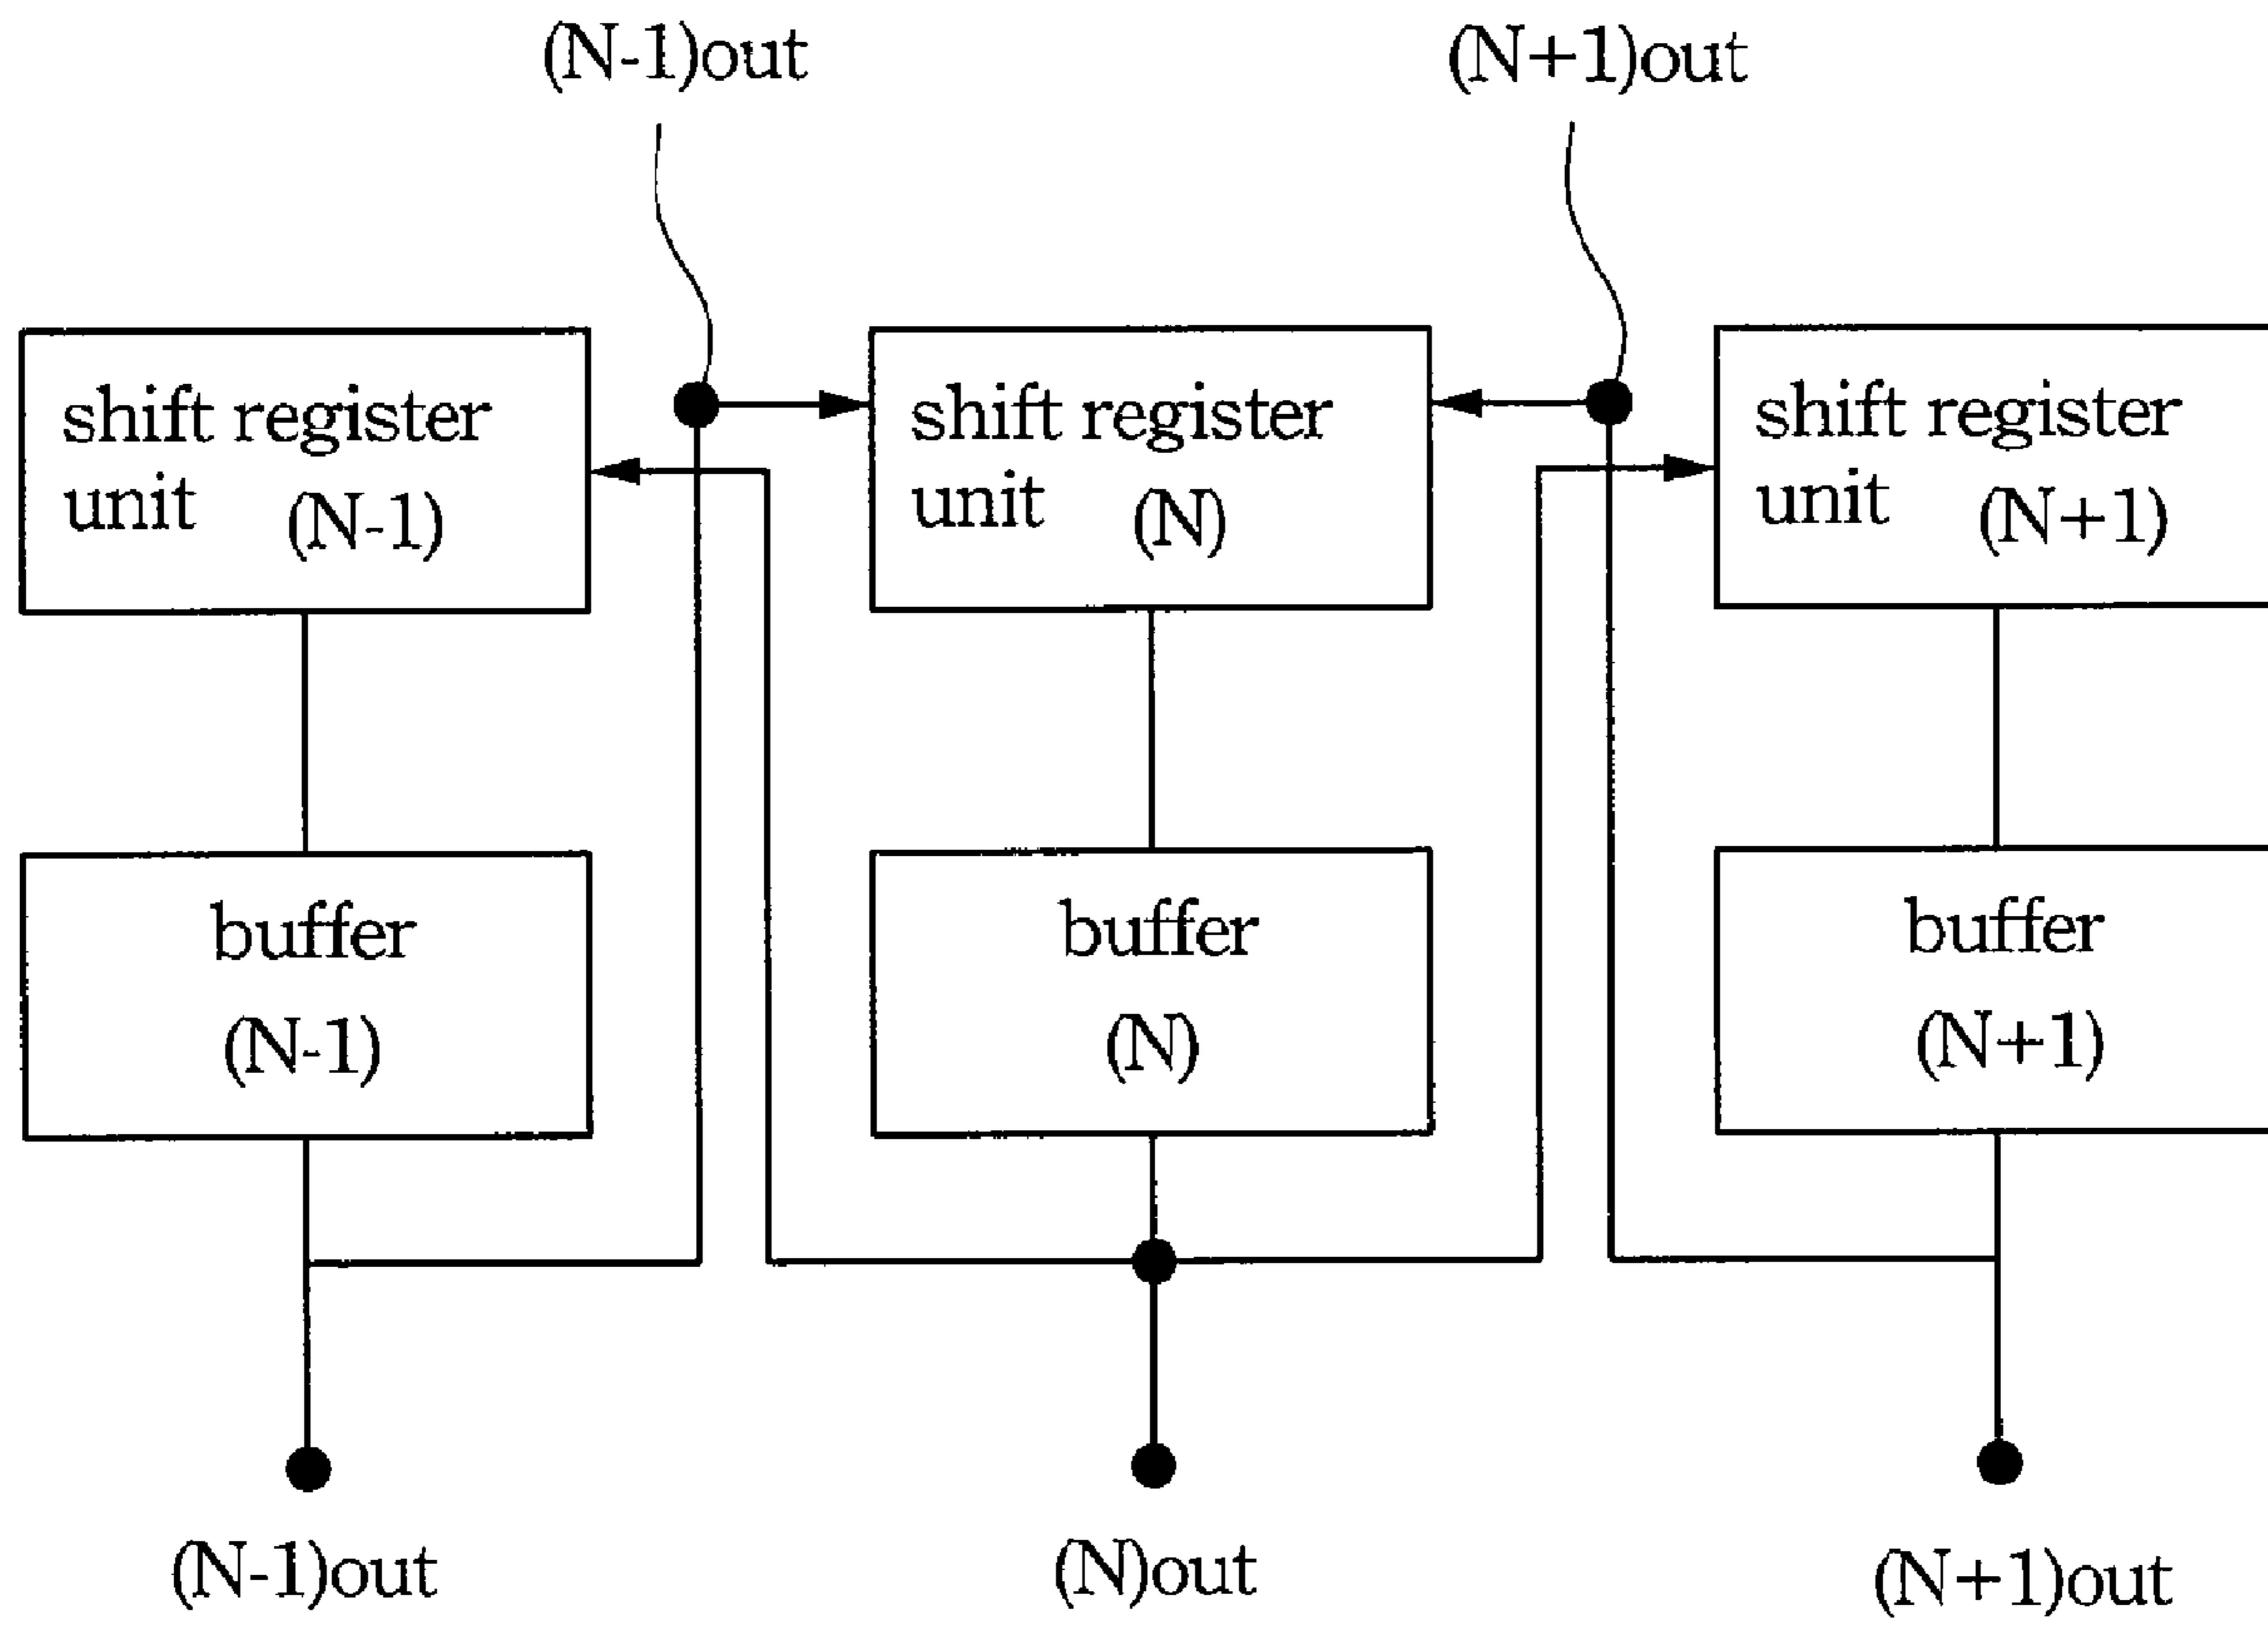 (N-1)out
(N+1)out
shift register
unit (N-1)
shift register
unit (N)
shift register
unit (N+1)
buffer
(N-1)
buffer
(N)
buffer
(N+1)
(N-1)out
(N)out
(N+1)out